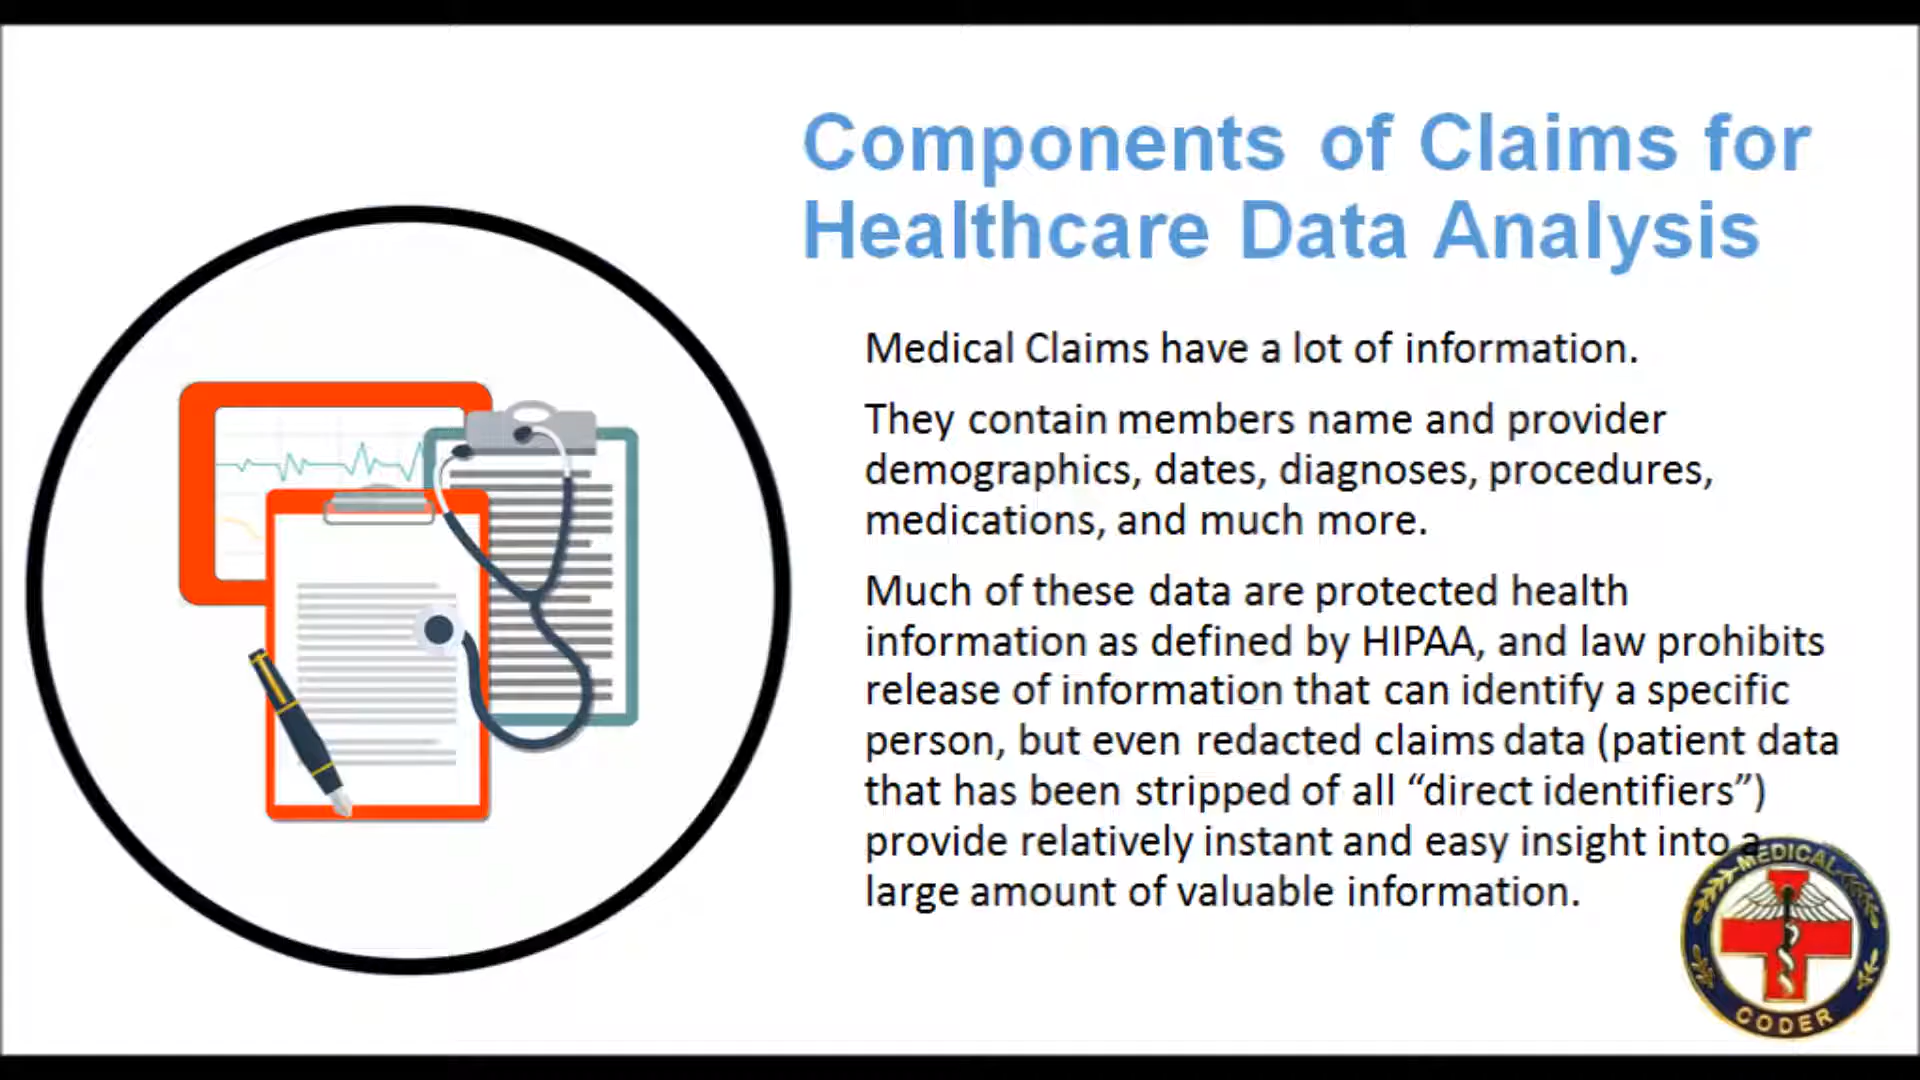 Components of Claims for
Healthcare Data Analysis
Medical Claims have a lot of information.
They contain members name and provider
demographics, dates, diagnoses, procedures,
medications, and much more.
Much of these data are protected health
information as defined by HIPAA, and law prohibits
release of information that can identify a specific
person, but even redacted claims data (patient data
that has been stripped of all “direct identifiers”)
provide relatively instant and easy insight into a
large amount of valuable information.
MEDICAL
CODER